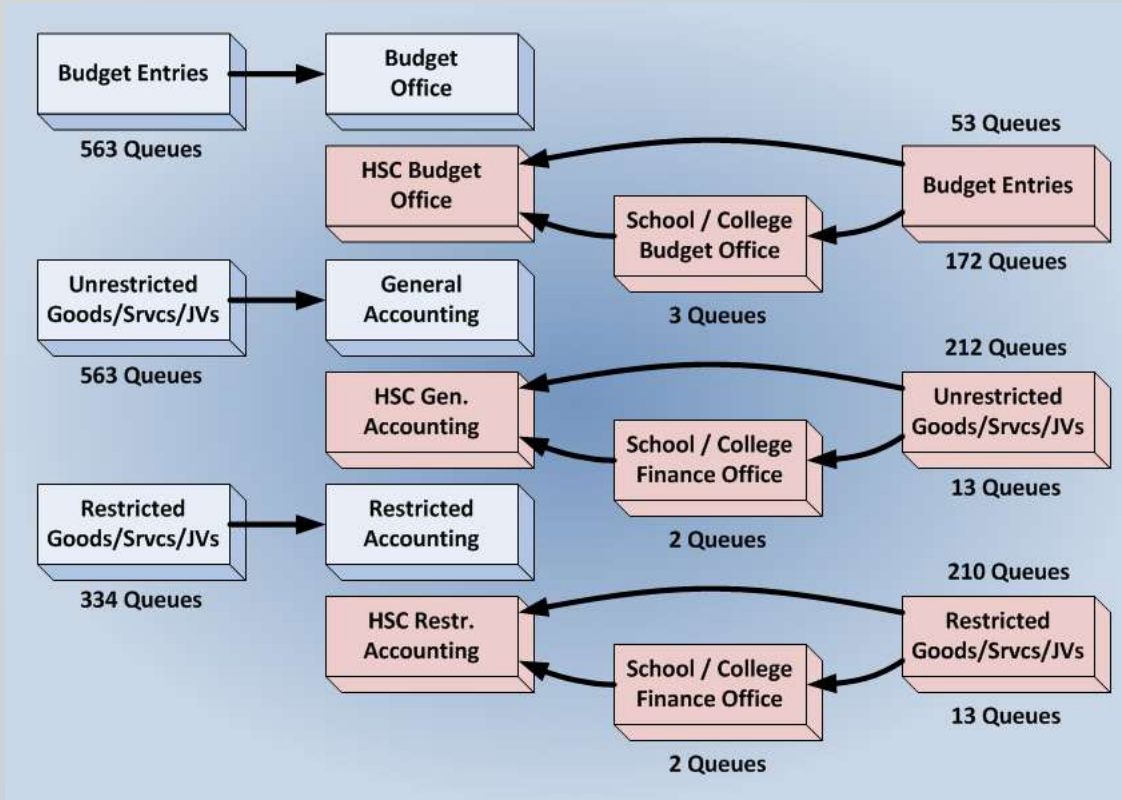 Budget Entries
563 Queues
Budget
Office
HSC Budget
Office
School / College
Budget Office
3 Queues
53 Queues
Budget Entries
172 Queues
Unrestricted
Goods/Srvcs/JVs
563 Queues
General
Accounting
HSC Gen.
Accounting
School / College
Finance Office
2 Queues
212 Queues
Unrestricted
Goods/Srvcs/JVs
13 Queues
Restricted
Goods/Srvcs/JVs
334 Queues
Restricted
Accounting
HSC Restr.
Accounting
School / College
Finance Office
2 Queues
210 Queues
Restricted
Goods/Srvcs/JVs
13 Queues